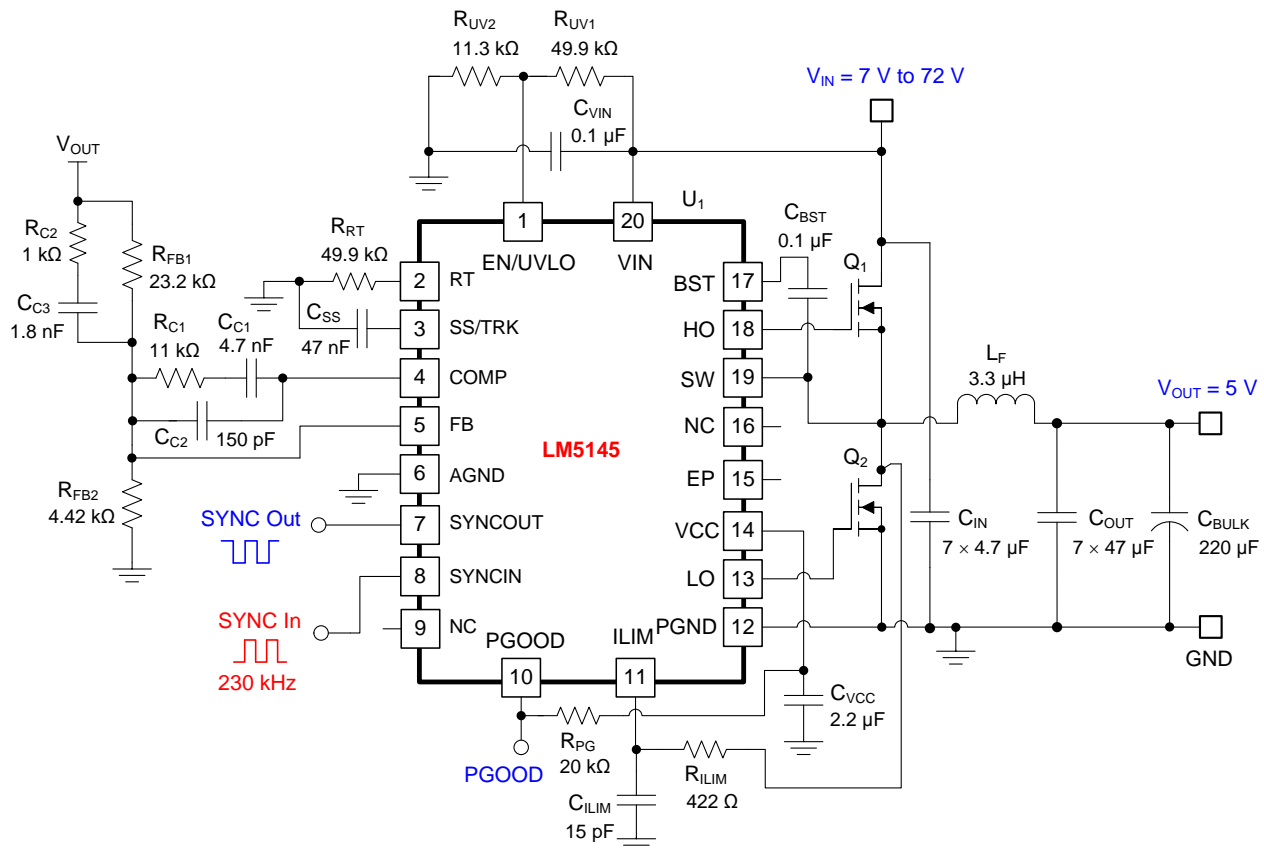 R_UV2
11.3 kΩ
R_UV1
49.9 kΩ
V_IN = 7 V to 72 V
C_VIN
0.1 µF
V_OUT
U_1
1
20
EN/UVLO
VIN
C_BST
0.1 µF
R_C2
1 kΩ
R_FB1
23.2 kΩ
R_RT
49.9 kΩ
2
RT
BST
17
Q_1
C_C3
1.8 nF
C_SS
47 nF
3
SS/TRK
HO
18
R_C1
11 kΩ
C_C1
4.7 nF
4
COMP
SW
19
L_F
3.3 µH
V_OUT = 5 V
C_C2
150 pF
5
FB
NC
16
LM5145
Q_2
6
AGND
EP
15
R_FB2
4.42 kΩ
SYNC Out
7
SYNCOUT
VCC
14
C_IN
7 × 4.7 µF
C_OUT
7 × 47 µF
C_BULK
220 µF
8
SYNCIN
LO
13
SYNC In
230 kHz
9
NC
PGND
12
PGOOD
ILIM
GND
10
11
R_PG
20 kΩ
C_VCC
2.2 µF
PGOOD
R_ILIM
422 Ω
C_ILIM
15 pF